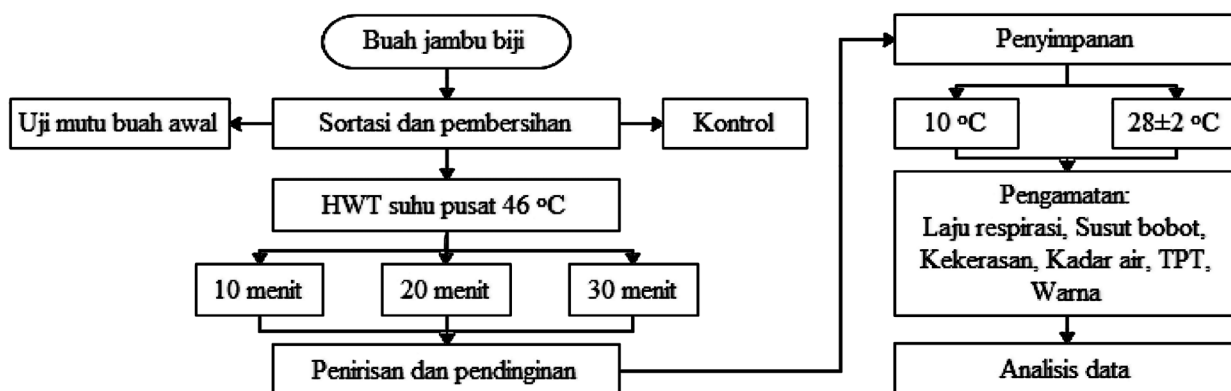 Buah jambu biji
Uji mutu buah awal
Sortasi dan pembersihan
Kontrol
HWT suhu pusat 46 °C
10 menit
20 menit
30 menit
Penirisan dan pendinginan
Penyimpanan
10 °C
28±2 °C
Pengamatan:
Laju respirasi, Susut bobot,
Kekerasan, Kadar air, TPT,
Warna
Analisis data